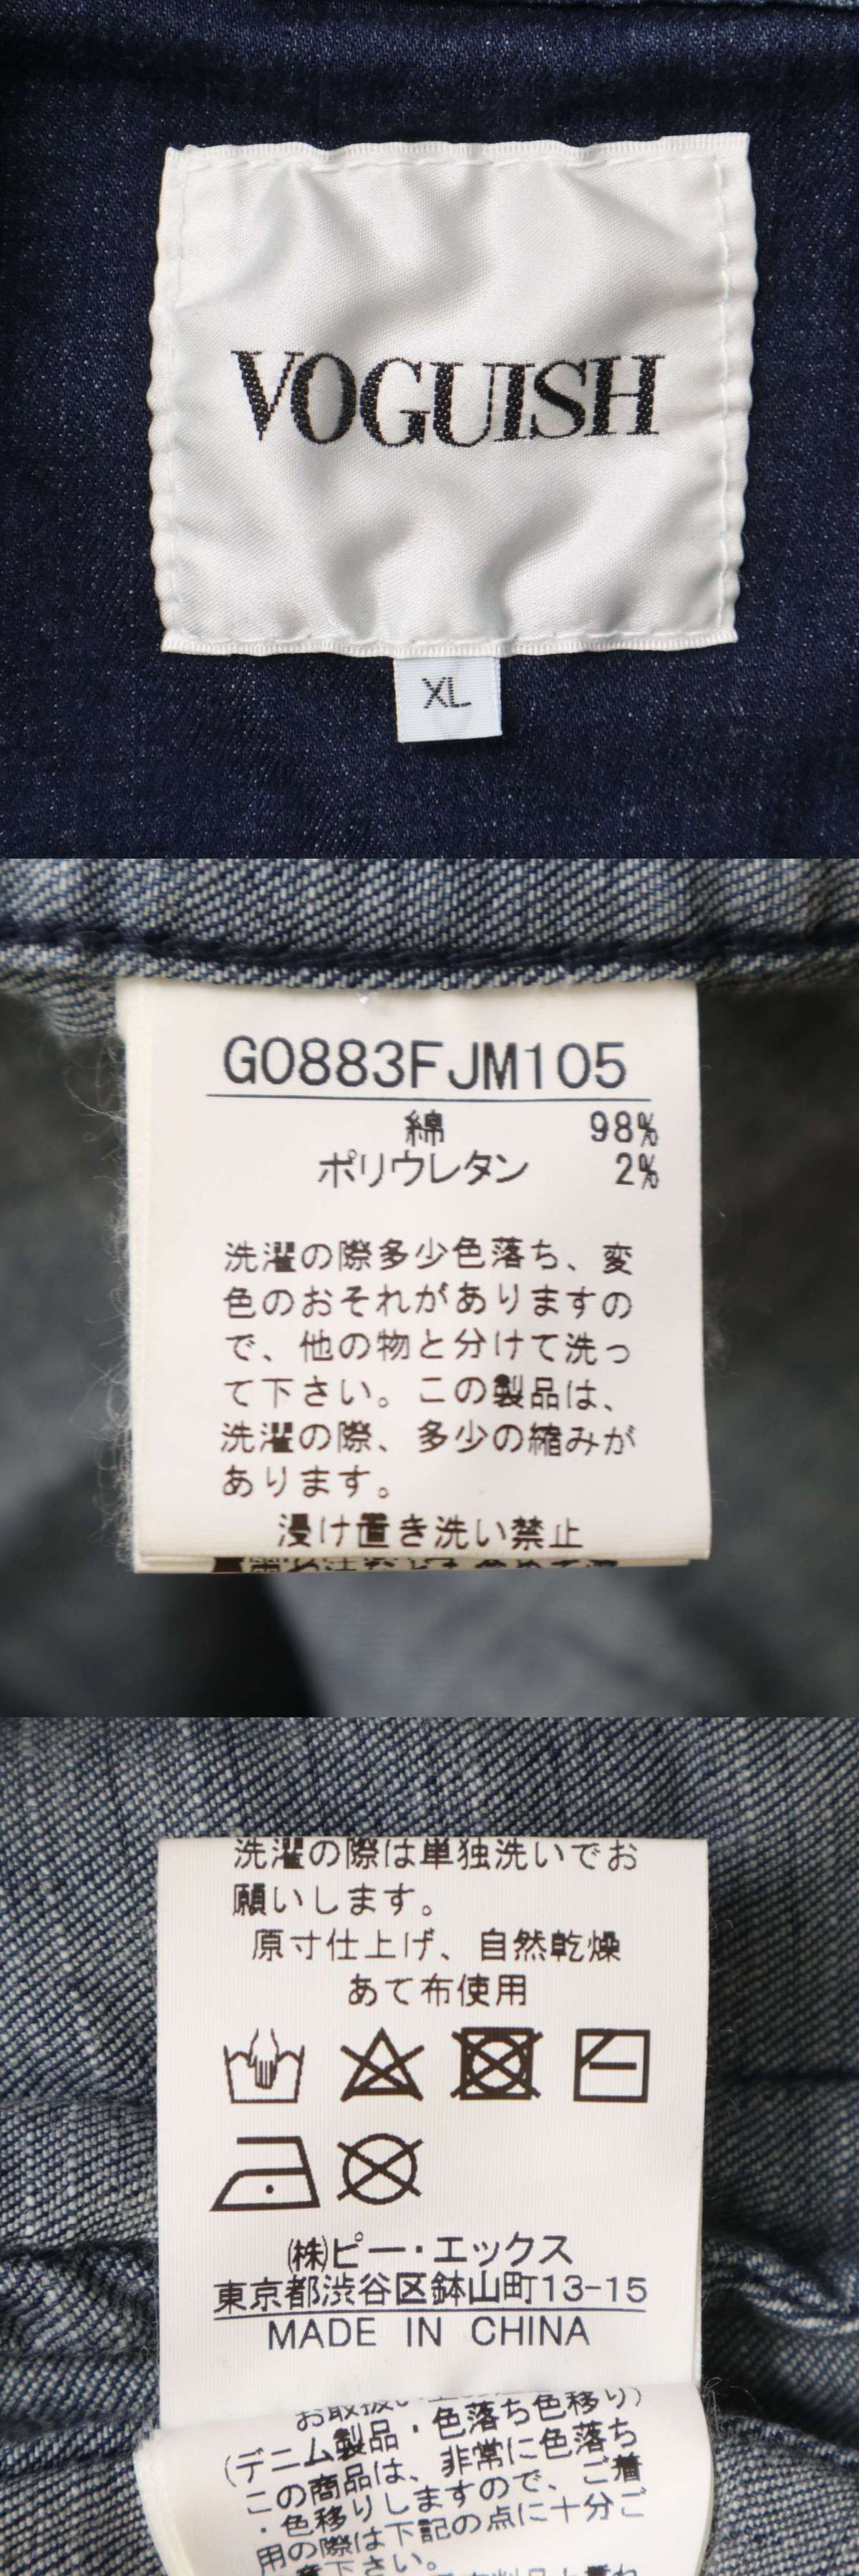 VOGUISH
XL
G0883FJM105
綿 98%
ポリウレタン 2%
洗濯の際多少色落ち、変
色のおそれがありますの
で、他の物と分けて洗っ
て下さい。この製品は、
洗濯の際、多少の縮みが
あります。
浸け置き洗い禁止
洗濯の際は単独洗いでお
願いします。
原寸仕上げ、自然乾燥
あて布使用
㈱ピー・エックス
東京都渋谷区鉢山町13-15
MADE IN CHINA
お取扱い
(デニム製品・色落ち色移り)
この商品は、非常に色落ち
・色移りしますので、ご着
用の際は下記の点に十分ご
意下さい。